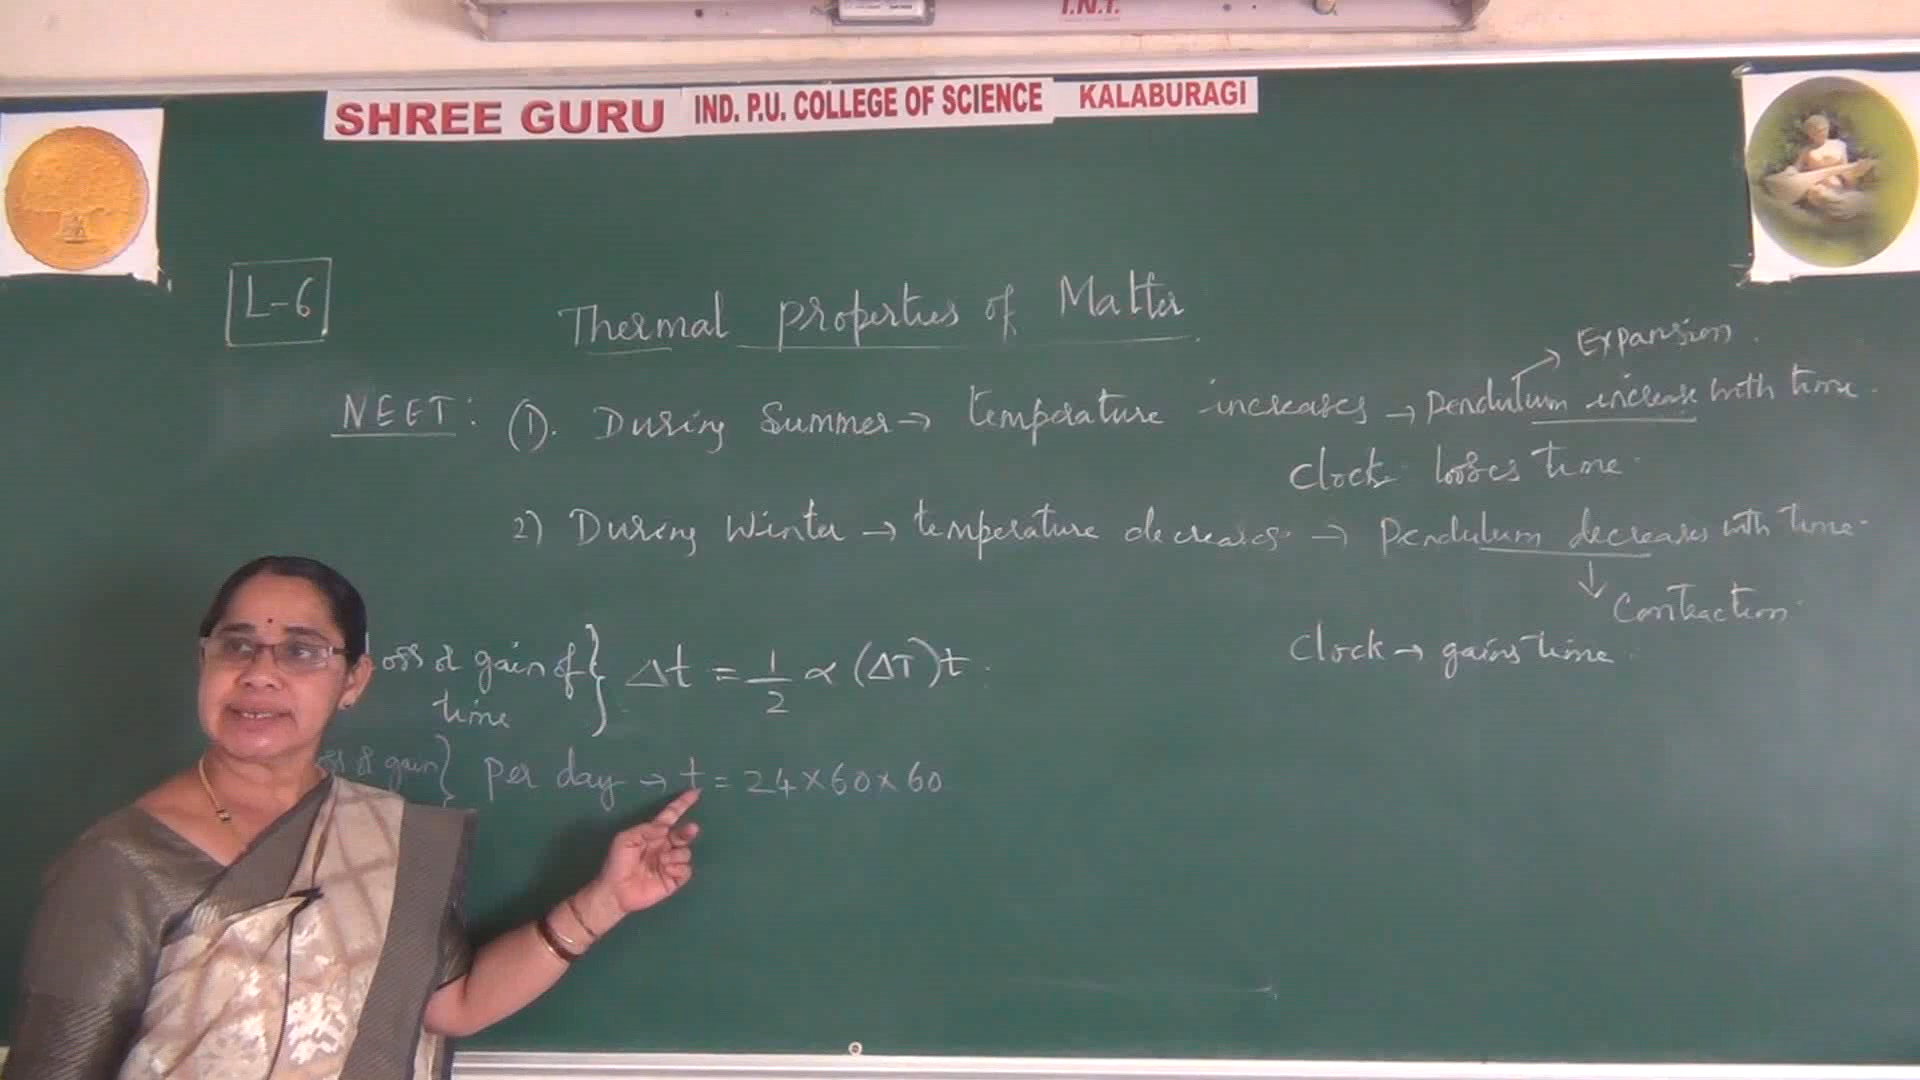 I.N.T.
SHREE GURU IND. P.U. COLLEGE OF SCIENCE KALABURAGI
L-6
Thermal properties of Matter
Expansion.
NEET: (1). During Summer → temperature increases → Pendulum increase with time.
Clock looses time.
2) During Winter → temperature decreases. → Pendulum decreases with time.
Contraction.
Clock → gains time.
oss & gain of } Δt = 1/2 ∝ (ΔT)t.
time
oss & gain } per day → t = 24×60×60